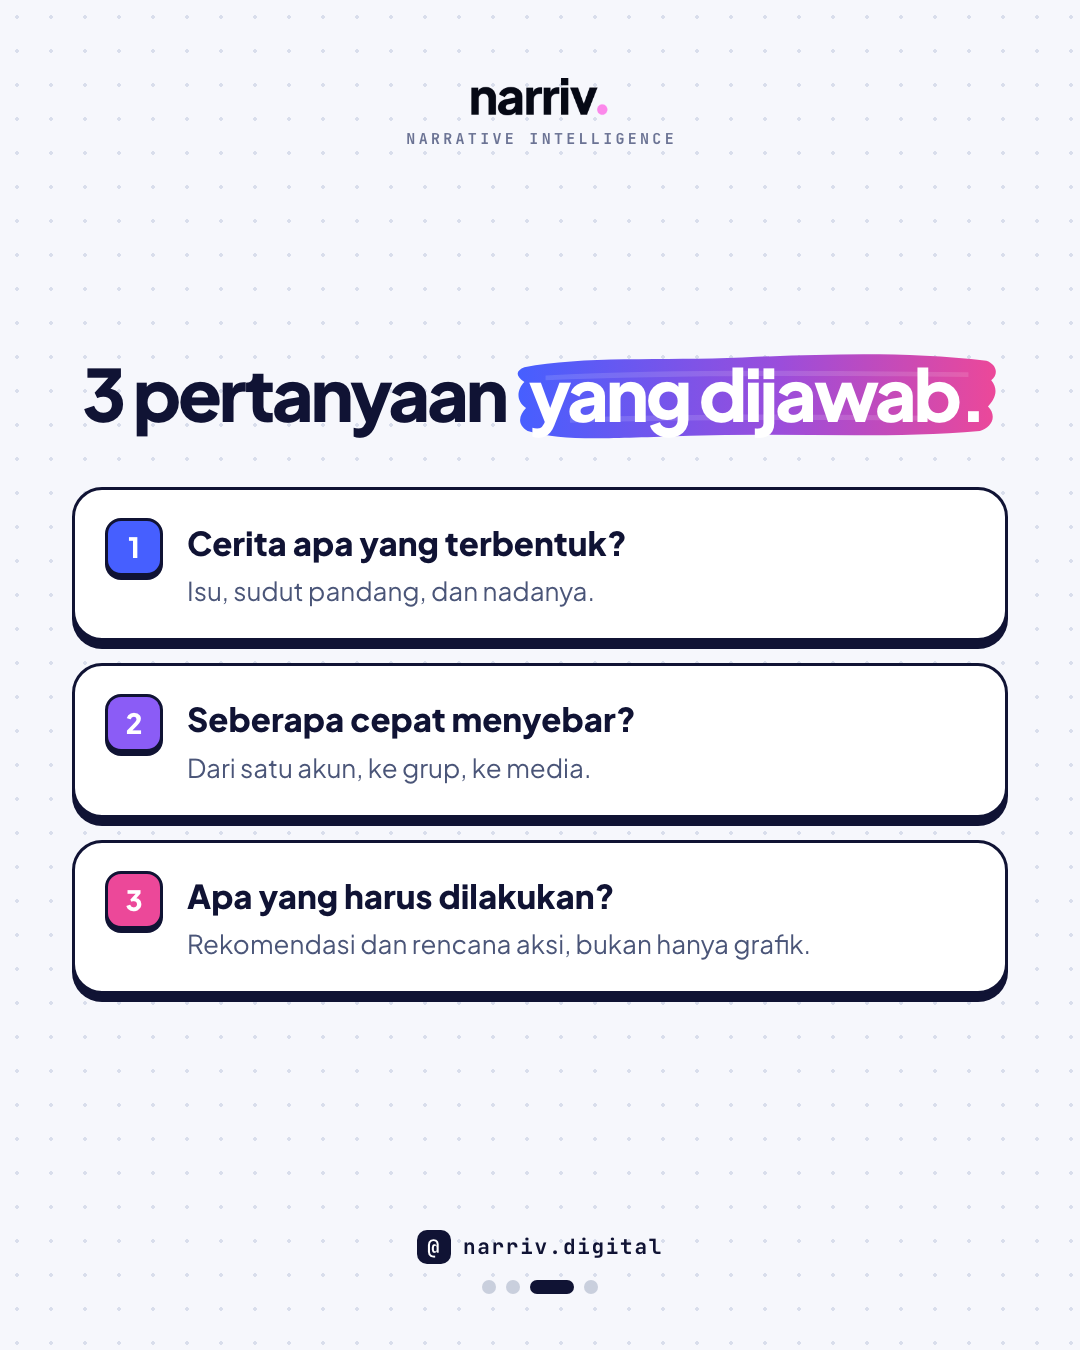 narriv.
NARRATIVE INTELLIGENCE
3 pertanyaan yang dijawab.
1
Cerita apa yang terbentuk?
Isu, sudut pandang, dan nadanya.
2
Seberapa cepat menyebar?
Dari satu akun, ke grup, ke media.
3
Apa yang harus dilakukan?
Rekomendasi dan rencana aksi, bukan hanya grafik.
@ narriv.digital